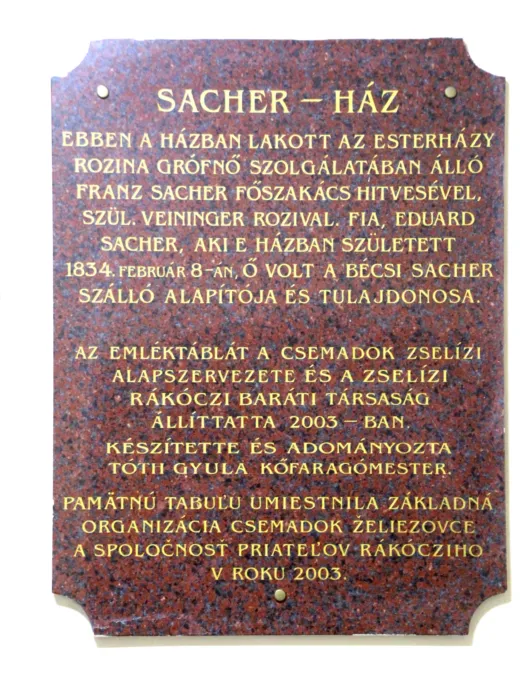 SACHER – HÁZ
EBBEN A HÁZBAN LAKOTT AZ ESTERHÁZY
ROZINA GRÓFNŐ SZOLGÁLATÁBAN ÁLLÓ
FRANZ SACHER FŐSZAKÁCS HITVESÉVEL,
SZÜL. VEININGER ROZIVAL. FIA, EDUARD
SACHER, AKI E HÁZBAN SZÜLETETT
1834. FEBRUÁR 8-ÁN, Ő VOLT A BÉCSI SACHER
SZÁLLÓ ALAPÍTÓJA ÉS TULAJDONOSA.
AZ EMLÉKTÁBLÁT A CSEMADOK ZSELÍZI
ALAPSZERVEZETE ÉS A ZSELÍZI
RÁKÓCZI BARÁTI TÁRSASÁG
ÁLLÍTTATTA 2003 – BAN.
KÉSZÍTETTE ÉS ADOMÁNYOZTA
TÓTH GYULA KŐFARAGÓMESTER.
PAMÄTNÚ TABUĽU UMIESTNILA ZÁKLADNÁ
ORGANIZÁCIA CSEMADOK ŽELIEZOVCE
A SPOLOČNOSŤ PRIATEĽOV RÁKÓCZIHO
V ROKU 2003.